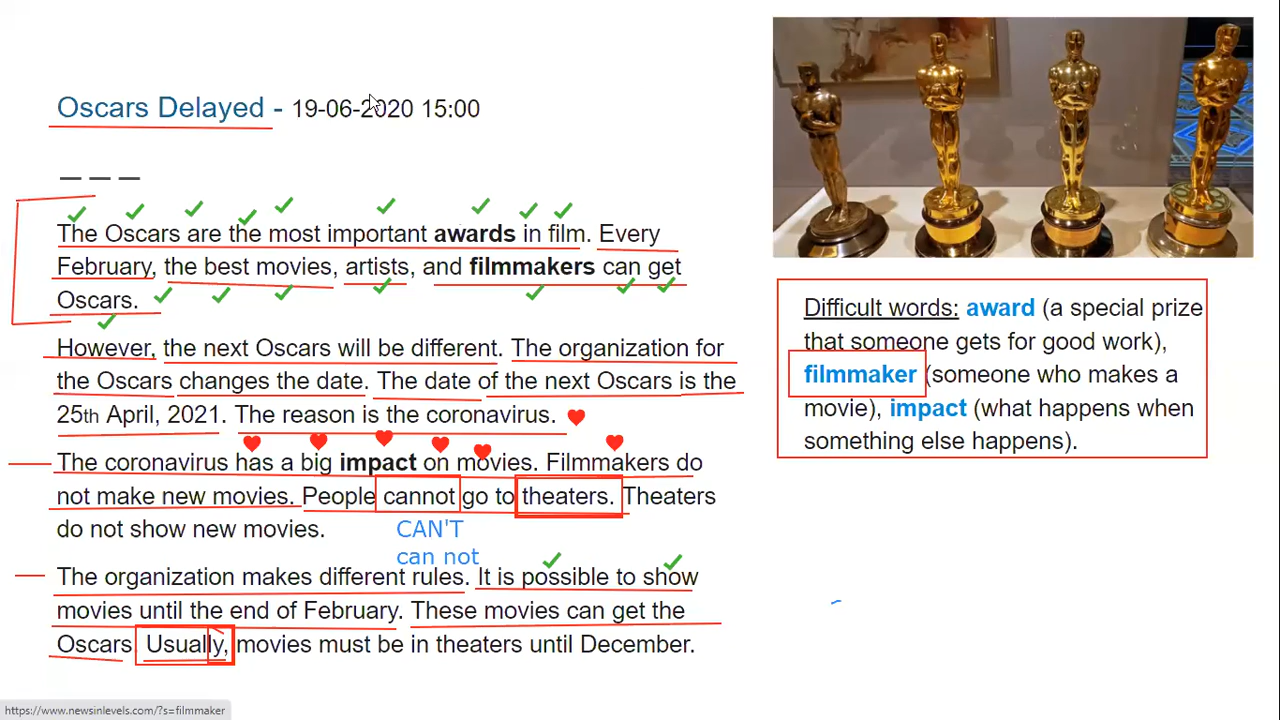 Oscars Delayed - 19-06-2020 15:00
The Oscars are the most important awards in film. Every
February, the best movies, artists, and filmmakers can get
Oscars.
However, the next Oscars will be different. The organization for
the Oscars changes the date. The date of the next Oscars is the
25th April, 2021. The reason is the coronavirus.
The coronavirus has a big impact on movies. Filmmakers do
not make new movies. People cannot go to theaters. Theaters
do not show new movies.
CAN'T
can not
The organization makes different rules. It is possible to show
movies until the end of February. These movies can get the
Oscars. Usually, movies must be in theaters until December.
Difficult words: award (a special prize
that someone gets for good work),
filmmaker (someone who makes a
movie), impact (what happens when
something else happens).
https://www.newsinlevels.com/?s=filmmaker